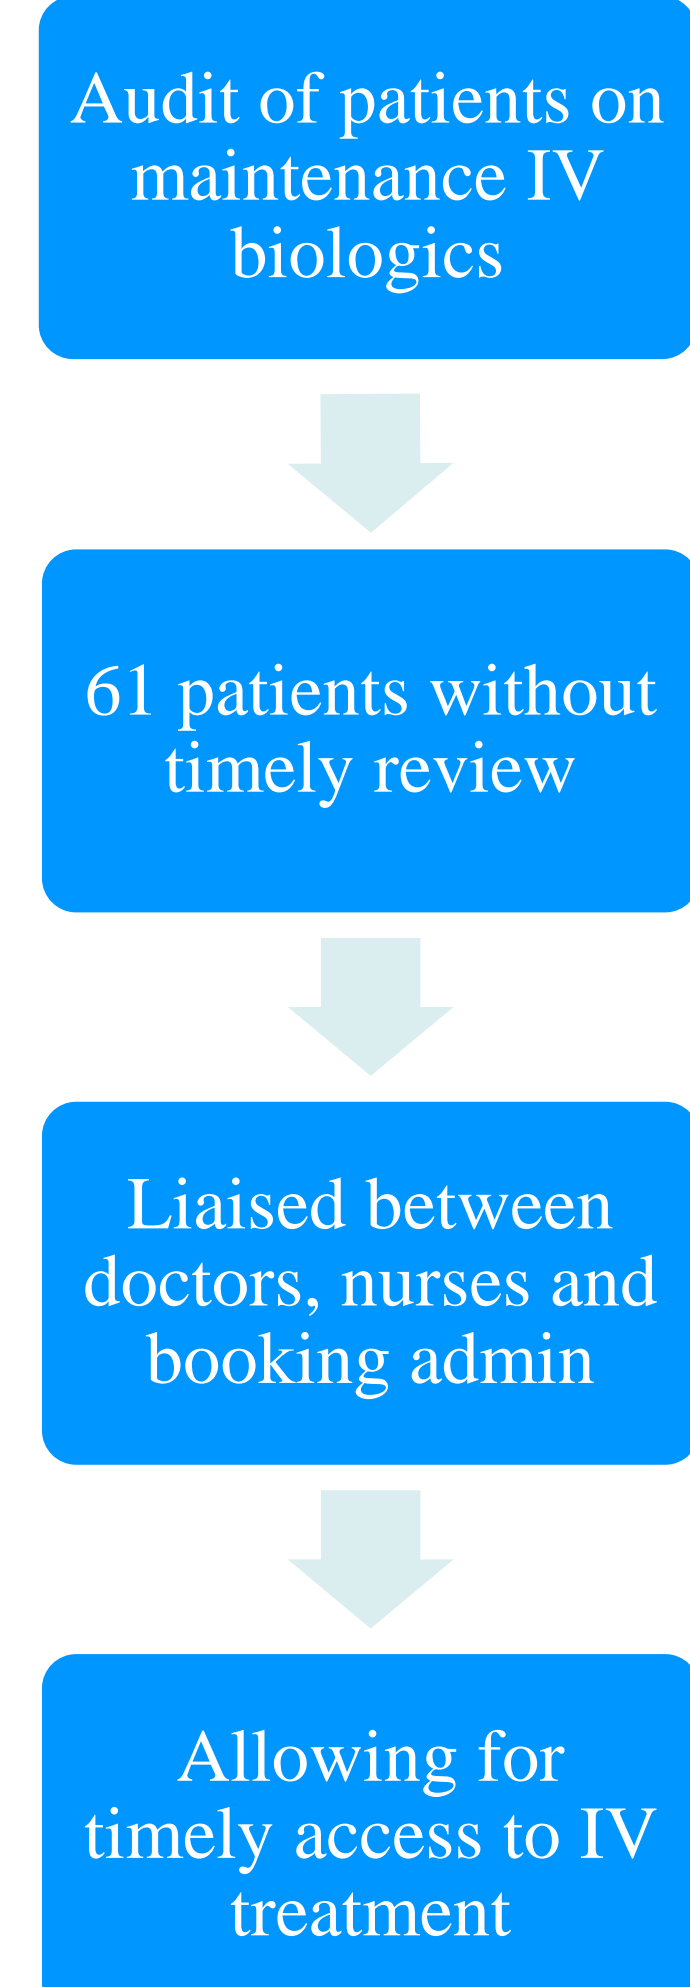 Audit of patients on
maintenance IV
biologics
61 patients without
timely review
Liaised between
doctors, nurses and
booking admin
Allowing for
timely access to IV
treatment